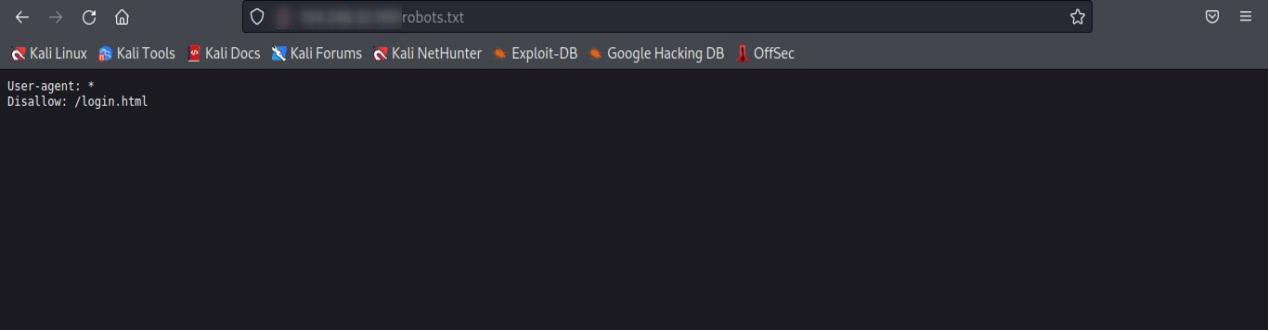 robots.txt
Kali Linux Kali Tools Kali Docs Kali Forums Kali NetHunter Exploit-DB Google Hacking DB OffSec
User-agent: *
Disallow: /login.html